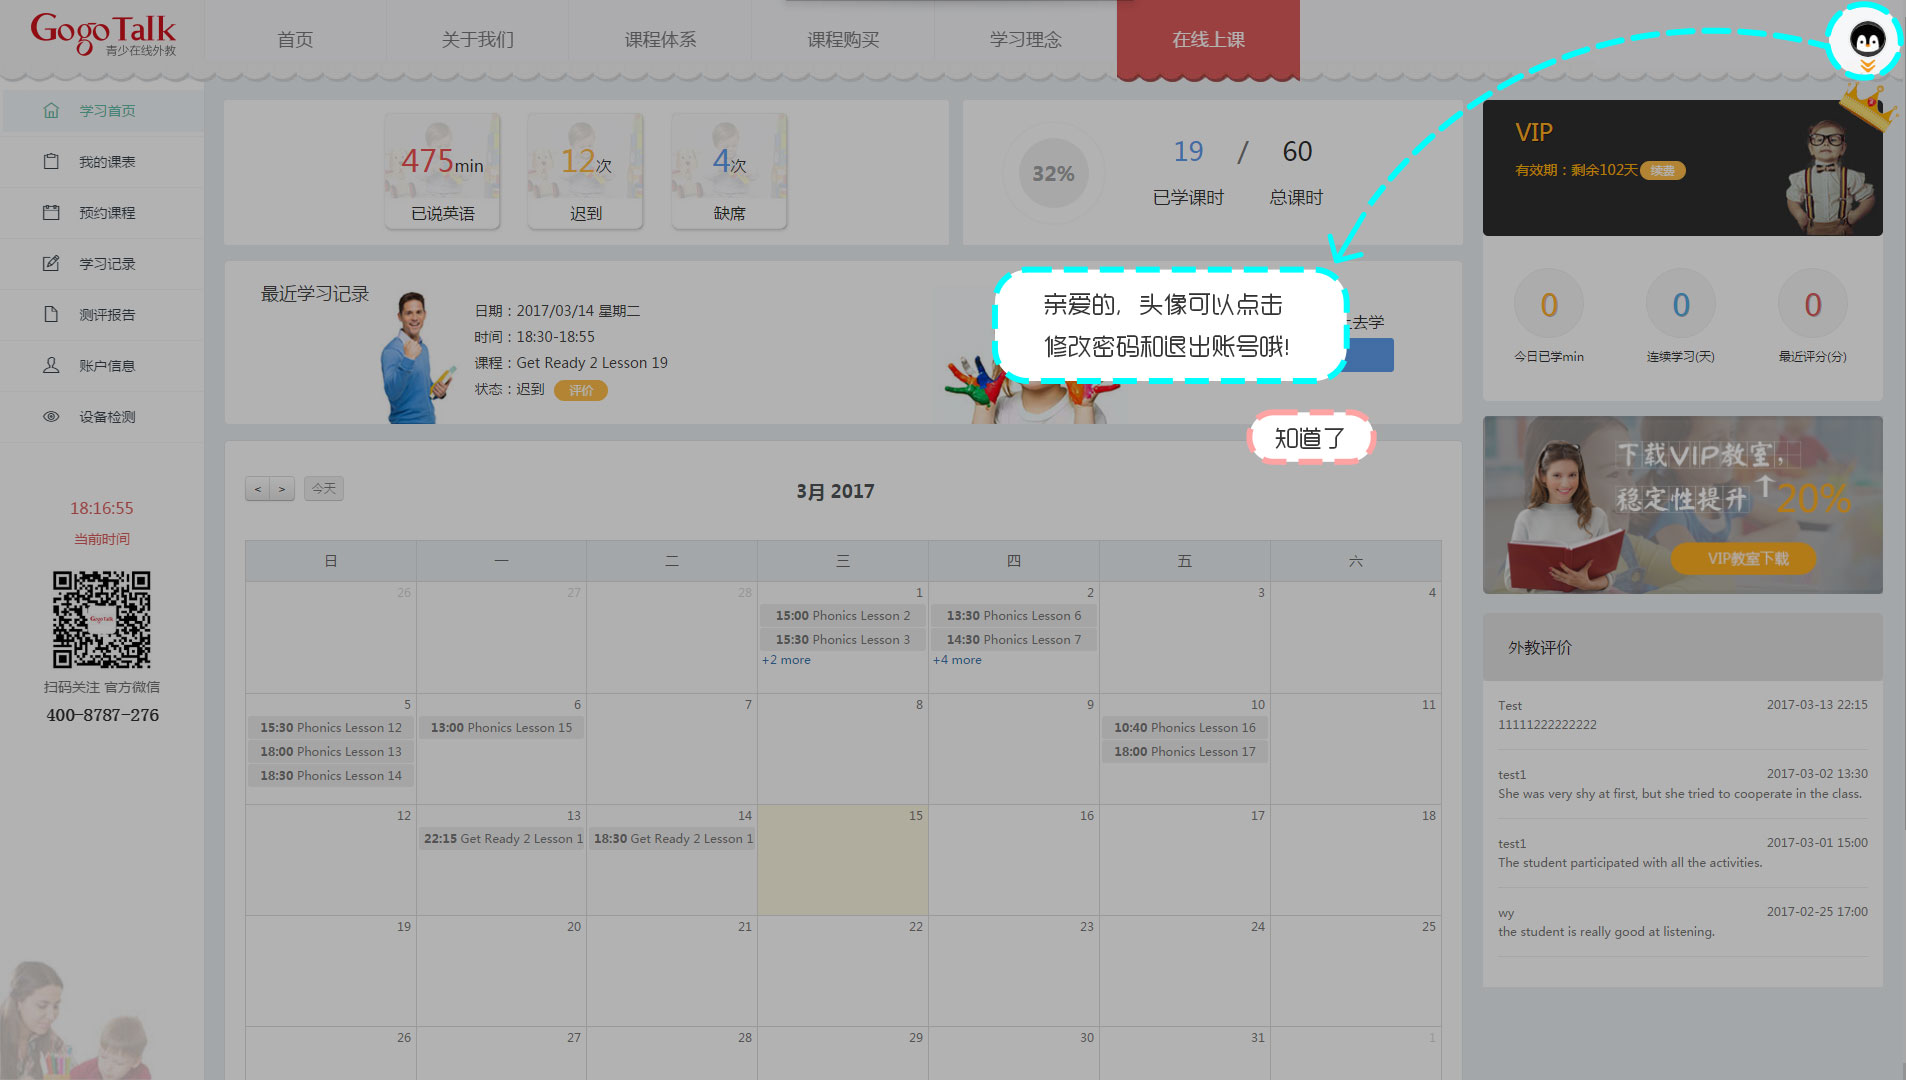 GogoTalk
青少在线外教
首页
关于我们
课程体系
课程购买
学习理念
在线上课
学习首页
我的课表
预约课程
学习记录
测评报告
账户信息
设备检测
18:16:55
当前时间
GogoTalk
扫码关注 官方微信
400-8787-276
475min
已说英语
12次
迟到
4次
缺席
32%
19 / 60
已学课时
总课时
最近学习记录
日期：2017/03/14 星期二
时间：18:30-18:55
课程：Get Ready 2 Lesson 19
状态：迟到 评价
去学
亲爱的，头像可以点击
修改密码和退出账号哦!
知道了
VIP
有效期：剩余102天 续费
0
今日已学min
0
连续学习(天)
0
最近评分(分)
下载VIP教室，
稳定性提升 20%
VIP教室下载
外教评价
Test 2017-03-13 22:15
11111222222222
test1 2017-03-02 13:30
She was very shy at first, but she tried to cooperate in the class.
test1 2017-03-01 15:00
The student participated with all the activities.
wy 2017-02-25 17:00
the student is really good at listening.
< > 今天
3月 2017
日 一 二 三 四 五 六
26 27 28 1 2 3 4
15:00 Phonics Lesson 2
15:30 Phonics Lesson 3
+2 more
13:30 Phonics Lesson 6
14:30 Phonics Lesson 7
+4 more
5 6 7 8 9 10 11
15:30 Phonics Lesson 12
18:00 Phonics Lesson 13
18:30 Phonics Lesson 14
13:00 Phonics Lesson 15
10:40 Phonics Lesson 16
18:00 Phonics Lesson 17
12 13 14 15 16 17 18
22:15 Get Ready 2 Lesson 1
18:30 Get Ready 2 Lesson 1
19 20 21 22 23 24 25
26 27 28 29 30 31 1